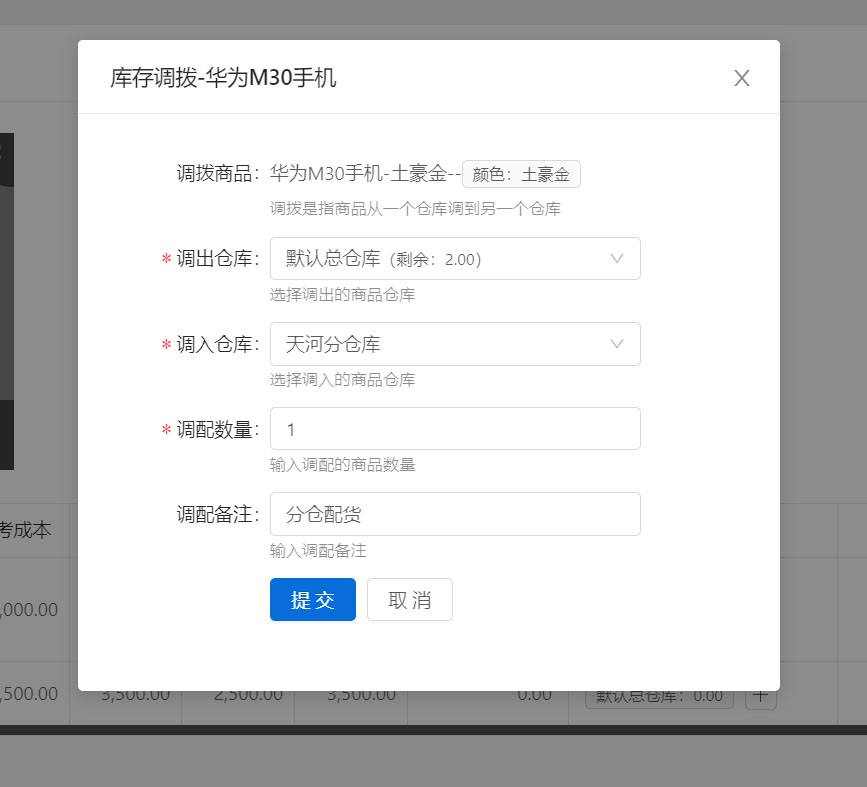 库存调拨-华为M30手机
调拨商品：华为M30手机-土豪金--颜色：土豪金
调拨是指商品从一个仓库调到另一个仓库
* 调出仓库：默认总仓库（剩余：2.00）
选择调出的商品仓库
* 调入仓库：天河分仓库
选择调入的商品仓库
* 调配数量：1
输入调配的商品数量
调配备注：分仓配货
输入调配备注
提交 取消
考成本
,000.00
,500.00 3,500.00 2,500.00 3,500.00 0.00 默认总仓库：0.00 +